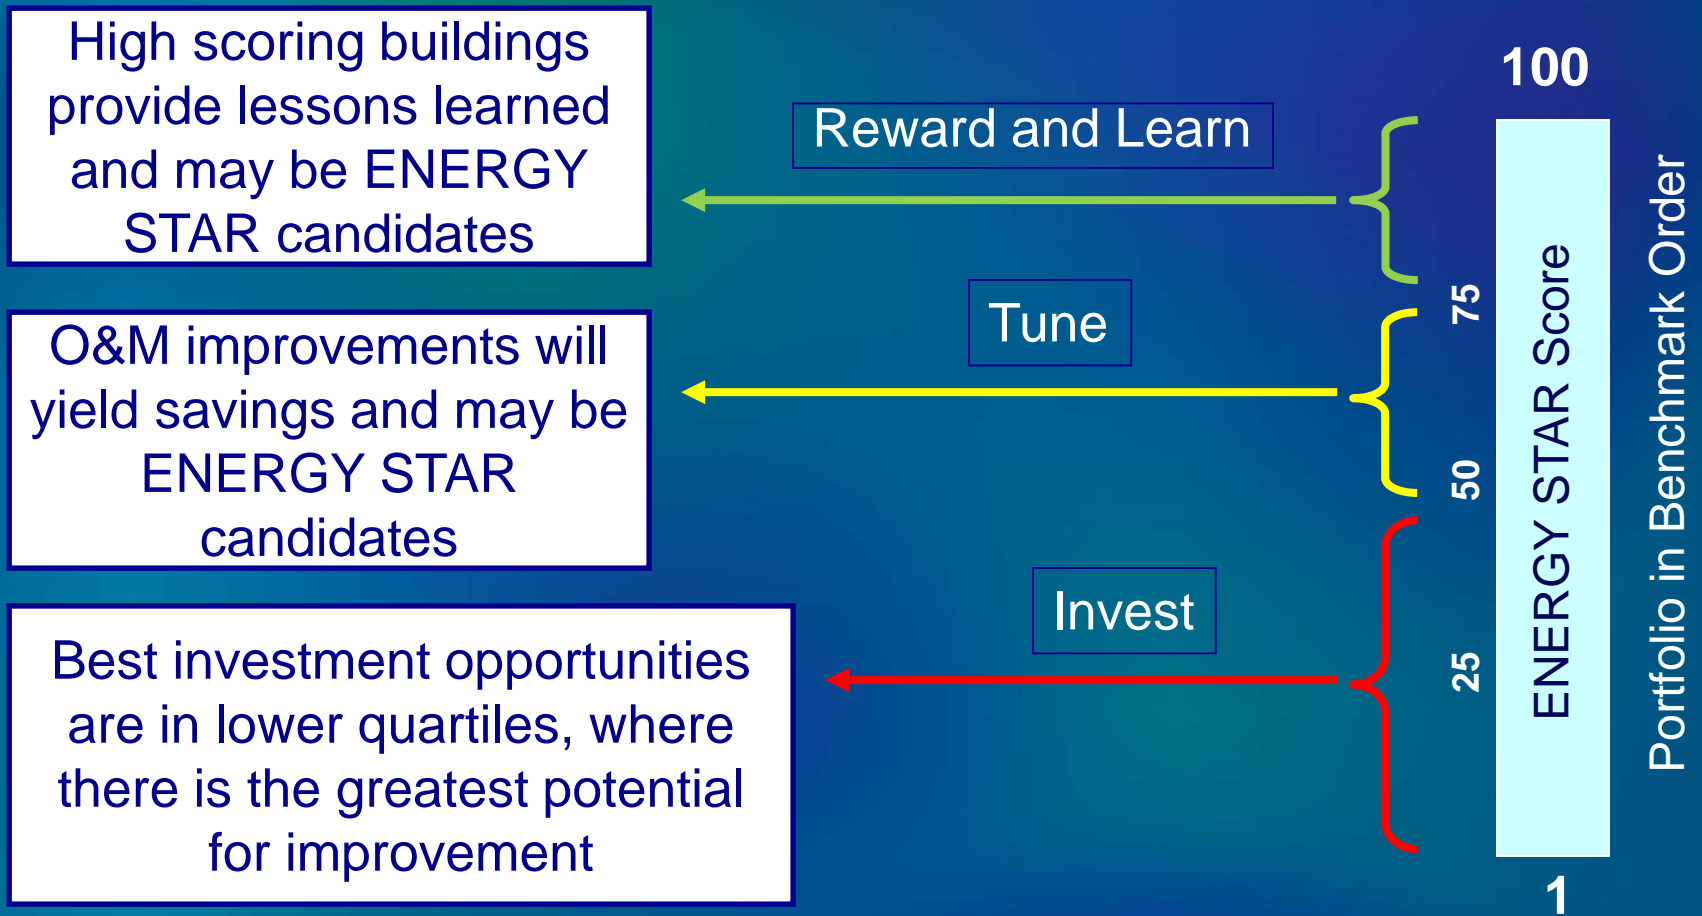 High scoring buildings
provide lessons learned
and may be ENERGY
STAR candidates
Reward and Learn
O&M improvements will
yield savings and may be
ENERGY STAR
candidates
Tune
Best investment opportunities
are in lower quartiles, where
there is the greatest potential
for improvement
Invest
100
75
50
25
1
ENERGY STAR Score
Portfolio in Benchmark Order